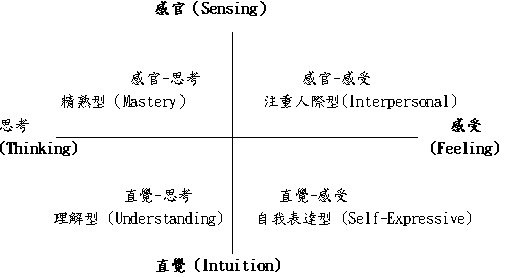 感官 (Sensing)
感官-思考
精熟型 (Mastery)
感官-感受
注重人際型(Interpersonal)
思考
(Thinking)
感受
(Feeling)
直覺-思考
理解型 (Understanding)
直覺-感受
自我表達型 (Self-Expressive)
直覺 (Intuition)